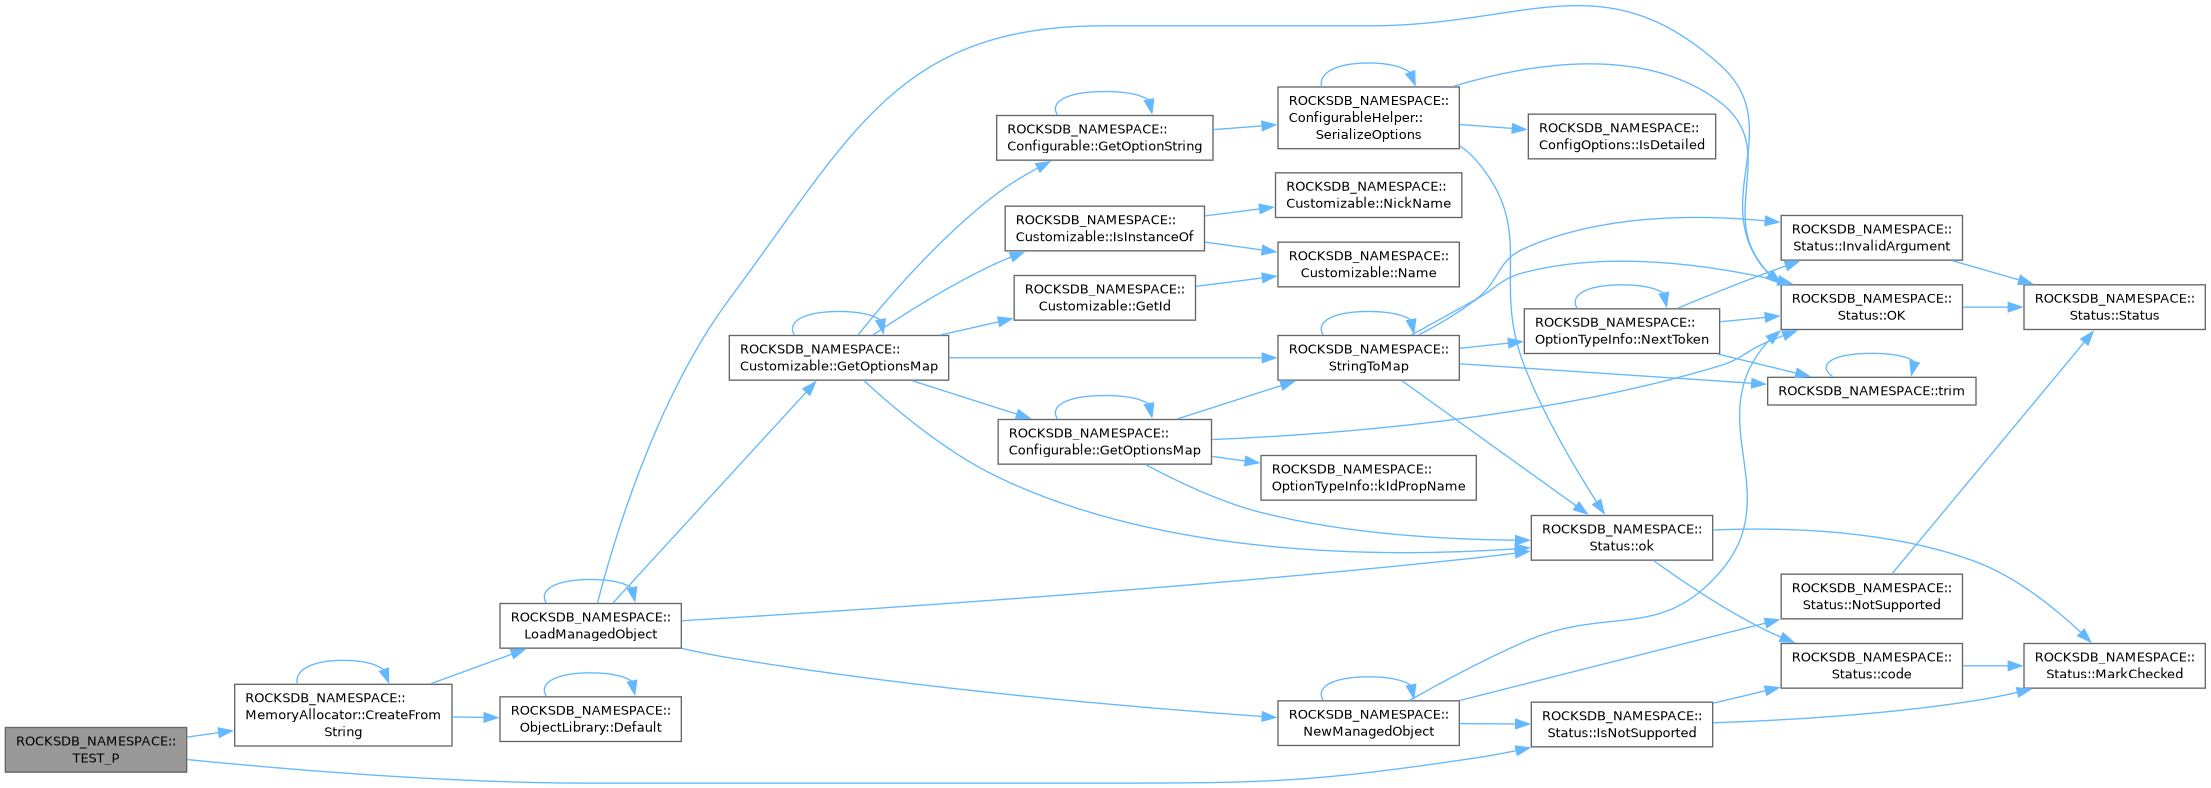 ROCKSDB_NAMESPACE::
TEST_P
ROCKSDB_NAMESPACE::
MemoryAllocator::CreateFrom
String
ROCKSDB_NAMESPACE::
LoadManagedObject
ROCKSDB_NAMESPACE::
ObjectLibrary::Default
ROCKSDB_NAMESPACE::
Customizable::GetOptionsMap
ROCKSDB_NAMESPACE::
Configurable::GetOptionString
ROCKSDB_NAMESPACE::
Customizable::IsInstanceOf
ROCKSDB_NAMESPACE::
Customizable::GetId
ROCKSDB_NAMESPACE::
Configurable::GetOptionsMap
ROCKSDB_NAMESPACE::
ConfigurableHelper::
SerializeOptions
ROCKSDB_NAMESPACE::
Customizable::NickName
ROCKSDB_NAMESPACE::
Customizable::Name
ROCKSDB_NAMESPACE::
StringToMap
ROCKSDB_NAMESPACE::
OptionTypeInfo::kIdPropName
ROCKSDB_NAMESPACE::
NewManagedObject
ROCKSDB_NAMESPACE::
ConfigOptions::IsDetailed
ROCKSDB_NAMESPACE::
OptionTypeInfo::NextToken
ROCKSDB_NAMESPACE::
Status::ok
ROCKSDB_NAMESPACE::
Status::IsNotSupported
ROCKSDB_NAMESPACE::
Status::InvalidArgument
ROCKSDB_NAMESPACE::
Status::OK
ROCKSDB_NAMESPACE::trim
ROCKSDB_NAMESPACE::
Status::NotSupported
ROCKSDB_NAMESPACE::
Status::code
ROCKSDB_NAMESPACE::
Status::Status
ROCKSDB_NAMESPACE::
Status::MarkChecked